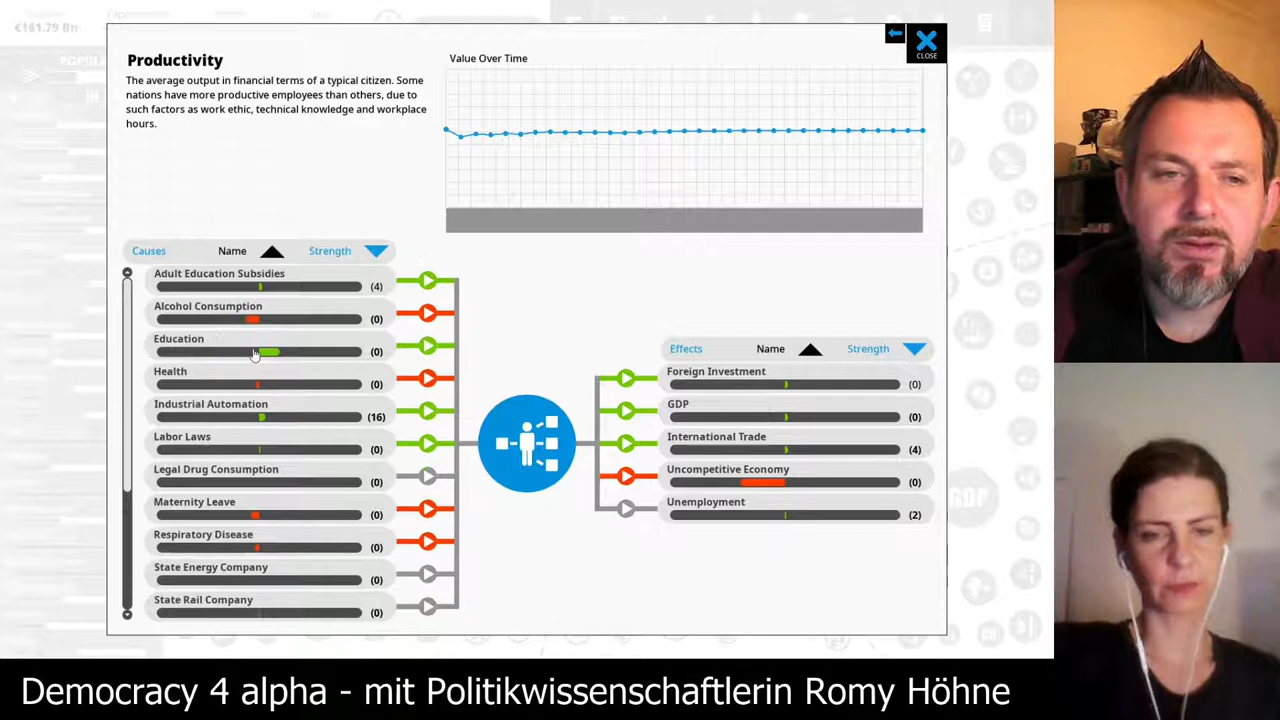 €161.79 Bn
Productivity
The average output in financial terms of a typical citizen. Some
nations have more productive employees than others, due to
such factors as work ethic, technical knowledge and workplace
hours.
Value Over Time
CLOSE
Causes Name Strength
Adult Education Subsidies
(4)
Alcohol Consumption
(0)
Education
(0)
Health
(0)
Industrial Automation
(16)
Labor Laws
(0)
Legal Drug Consumption
(0)
Maternity Leave
(0)
Respiratory Disease
(0)
State Energy Company
(0)
State Rail Company
(0)
Effects Name Strength
Foreign Investment
(0)
GDP
(0)
International Trade
(4)
Uncompetitive Economy
(0)
Unemployment
(2)
GDP
Democracy 4 alpha - mit Politikwissenschaftlerin Romy Höhne